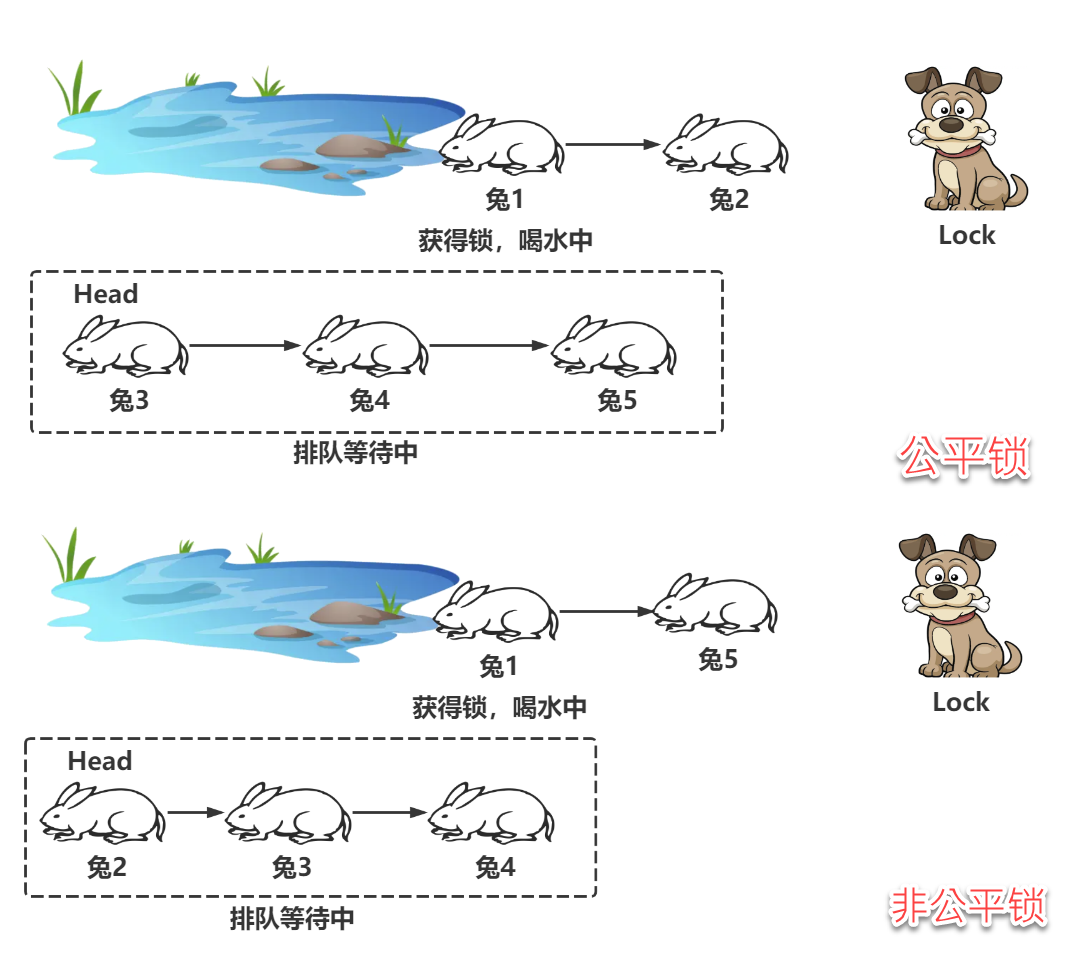 兔1
兔2
获得锁，喝水中
Lock
Head
兔3
兔4
兔5
排队等待中
公平锁
兔1
兔5
获得锁，喝水中
Lock
Head
兔2
兔3
兔4
排队等待中
非公平锁